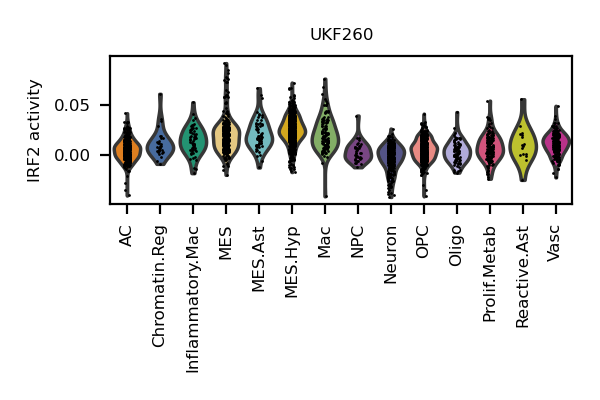 UKF260
IRF2 activity
0.05
0.00
AC
Chromatin.Reg
Inflammatory.Mac
MES
MES.Ast
MES.Hyp
Mac
NPC
Neuron
OPC
Oligo
Prolif.Metab
Reactive.Ast
Vasc